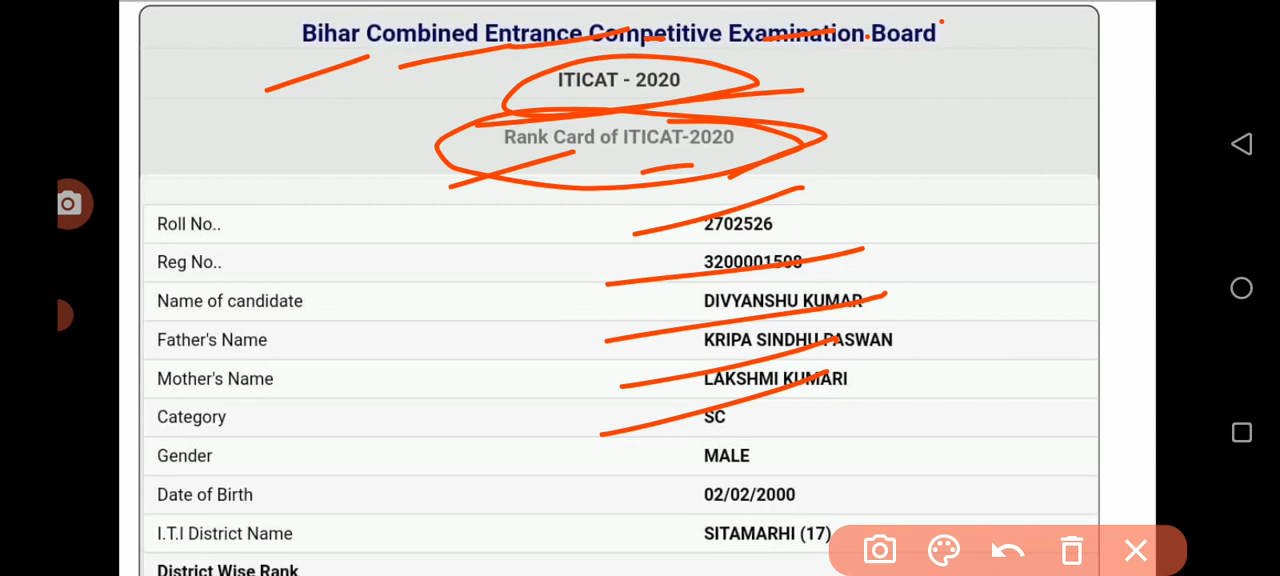 Bihar Combined Entrance Competitive Examination Board
ITICAT - 2020
Rank Card of ITICAT-2020
Roll No.. 2702526
Reg No.. 3200001508
Name of candidate DIVYANSHU KUMAR
Father's Name KRIPA SINDHU PASWAN
Mother's Name LAKSHMI KUMARI
Category SC
Gender MALE
Date of Birth 02/02/2000
I.T.I District Name SITAMARHI (17)
District Wise Rank